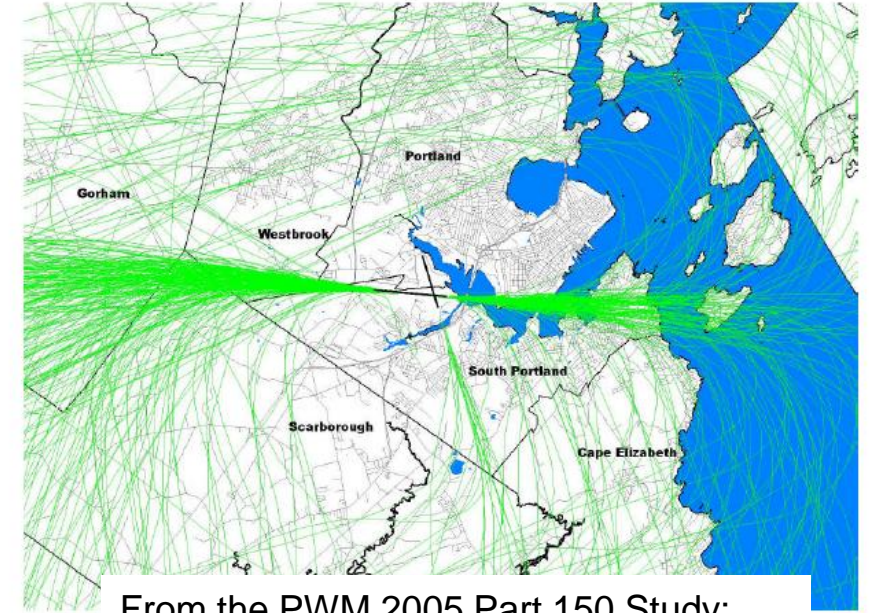 Portland
Gorham
Westbrook
South Portland
Scarborough
Cape Elizabeth
From the PWM 2005 Part 150 Study: